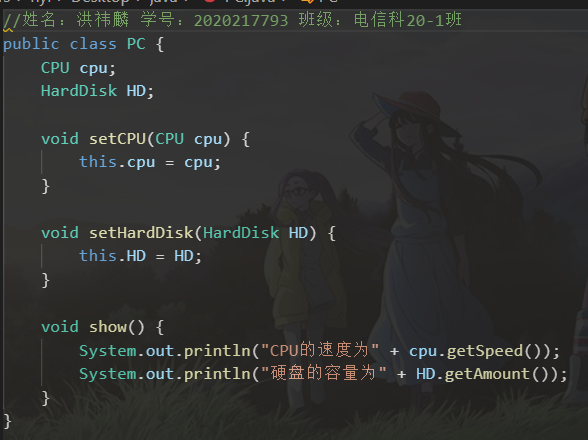 //姓名：洪祎麟 学号：2020217793 班级：电信科20-1班
public class PC {
    CPU cpu;
    HardDisk HD;

    void setCPU(CPU cpu) {
        this.cpu = cpu;
    }

    void setHardDisk(HardDisk HD) {
        this.HD = HD;
    }

    void show() {
        System.out.println("CPU的速度为" + cpu.getSpeed());
        System.out.println("硬盘的容量为" + HD.getAmount());
    }
}